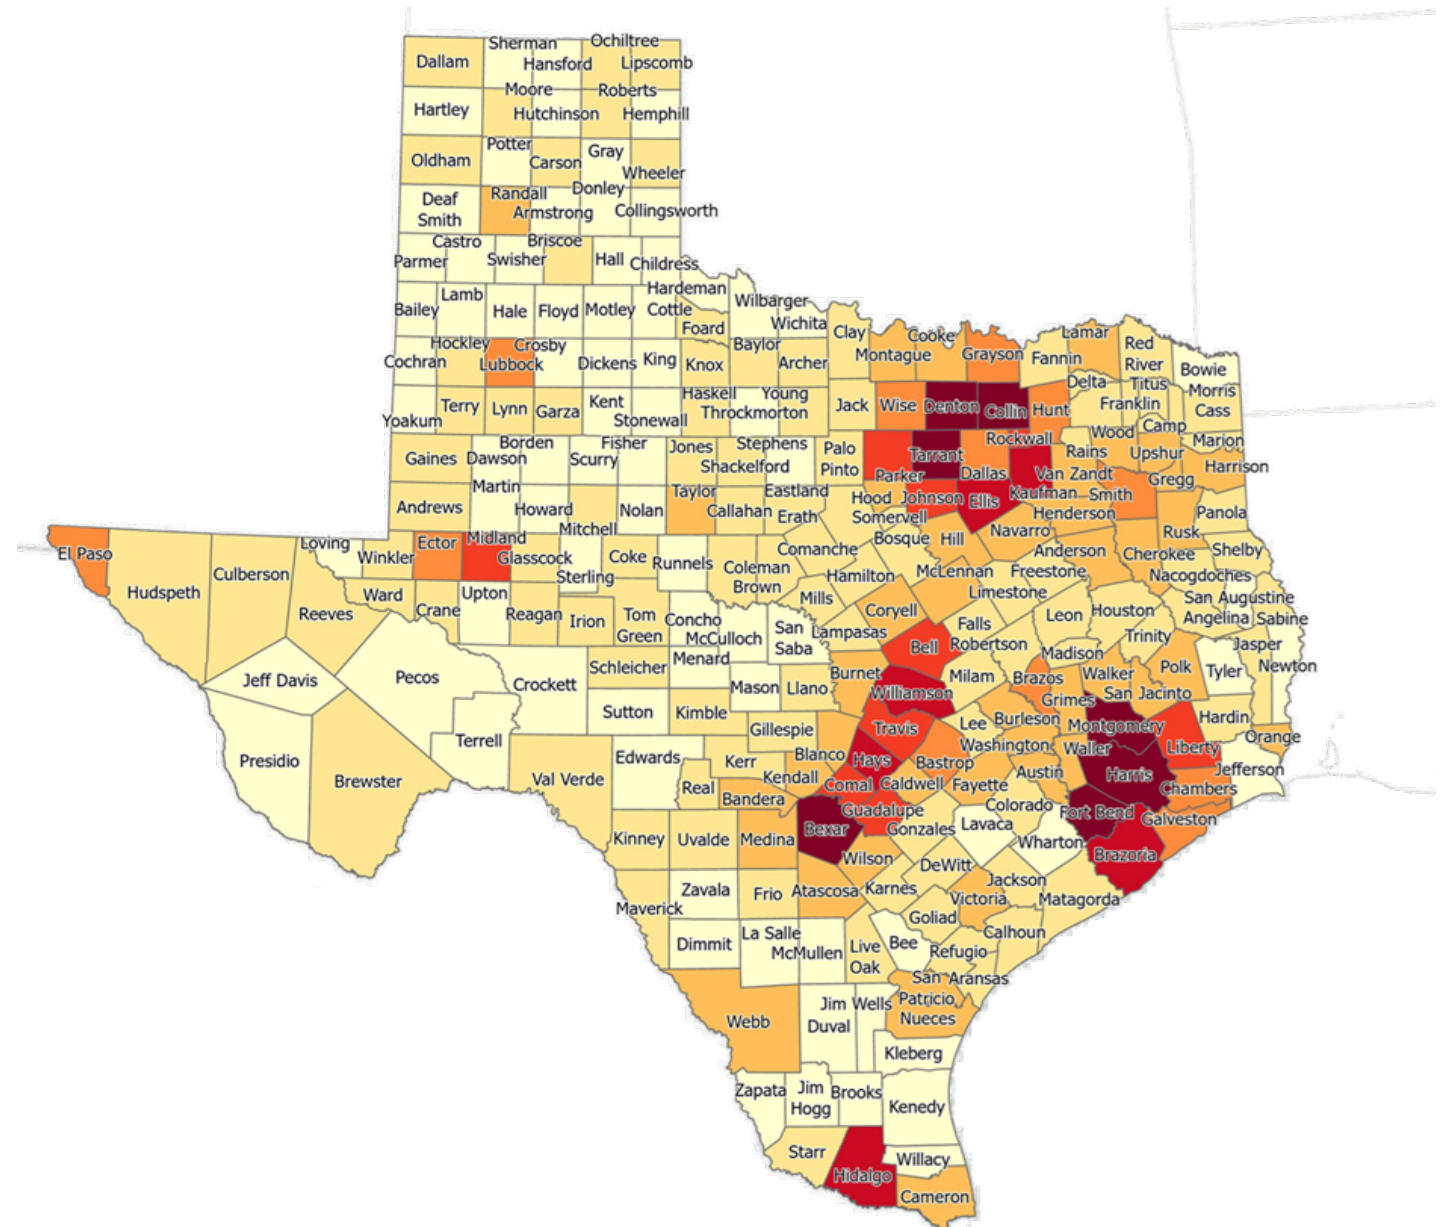 Sherman
Ochiltree
Dallam
Hansford
Lipscomb
Moore
Roberts
Hartley
Hutchinson
Hemphill
Potter
Gray
Oldham
Carson
Wheeler
Randall
Donley
Deaf
Smith
Armstrong
Collingsworth
Castro
Briscoe
Parmer
Swisher
Hall
Childress
Hardeman
Lamb
Wilbarger
Bailey
Hale
Floyd
Motley
Cottle
Foard
Wichita
Clay
Cooke
Lamar
Red
River
Hockley
Crosby
Baylor
Montague
Grayson
Fannin
Cochran
Lubbock
Dickens
King
Knox
Archer
Bowie
Delta
Titus
Morris
Haskell
Young
Yoakum
Terry
Lynn
Garza
Kent
Stonewall
Throckmorton
Jack
Wise
Denton
Collin
Hunt
Franklin
Cass
Camp
Borden
Fisher
Jones
Stephens
Palo
Pinto
Tarrant
Rockwall
Wood
Rains
Upshur
Marion
Gaines
Dawson
Scurry
Shackelford
Parker
Dallas
Van Zandt
Gregg
Harrison
Martin
Taylor
Eastland
Hood
Johnson
Ellis
Kaufman
Smith
Andrews
Howard
Nolan
Callahan
Erath
Somervell
Henderson
Panola
Mitchell
Navarro
Rusk
El Paso
Loving
Winkler
Ector
Midland
Glasscock
Coke
Runnels
Coleman
Brown
Comanche
Bosque
Hill
Anderson
Cherokee
Shelby
Sterling
Hamilton
McLennan
Freestone
Limestone
Nacogdoches
Hudspeth
Culberson
Reeves
Ward
Crane
Upton
Reagan
Irion
Tom
Green
Concho
McCulloch
San
Saba
Mills
Lampasas
Coryell
Falls
Leon
Houston
San Augustine
Angelina
Sabine
Bell
Robertson
Madison
Trinity
Jasper
Jeff Davis
Pecos
Crockett
Schleicher
Menard
Mason
Llano
Burnet
Williamson
Milam
Brazos
Walker
Polk
Tyler
Newton
Grimes
San Jacinto
Sutton
Kimble
Gillespie
Travis
Lee
Burleson
Montgomery
Hardin
Presidio
Brewster
Terrell
Val Verde
Edwards
Kerr
Blanco
Hays
Bastrop
Washington
Waller
Liberty
Orange
Real
Kendall
Comal
Caldwell
Fayette
Austin
Harris
Jefferson
Chambers
Bandera
Guadalupe
Colorado
Fort Bend
Galveston
Kinney
Uvalde
Medina
Bexar
Gonzales
Lavaca
Wharton
Brazoria
Wilson
DeWitt
Maverick
Zavala
Frio
Atascosa
Karnes
Jackson
Victoria
Matagorda
Goliad
Calhoun
Dimmit
La Salle
McMullen
Live
Oak
Bee
Refugio
San
Patricio
Aransas
Webb
Jim Wells
Duval
Nueces
Kleberg
Zapata
Jim
Hogg
Brooks
Kenedy
Starr
Hidalgo
Willacy
Cameron